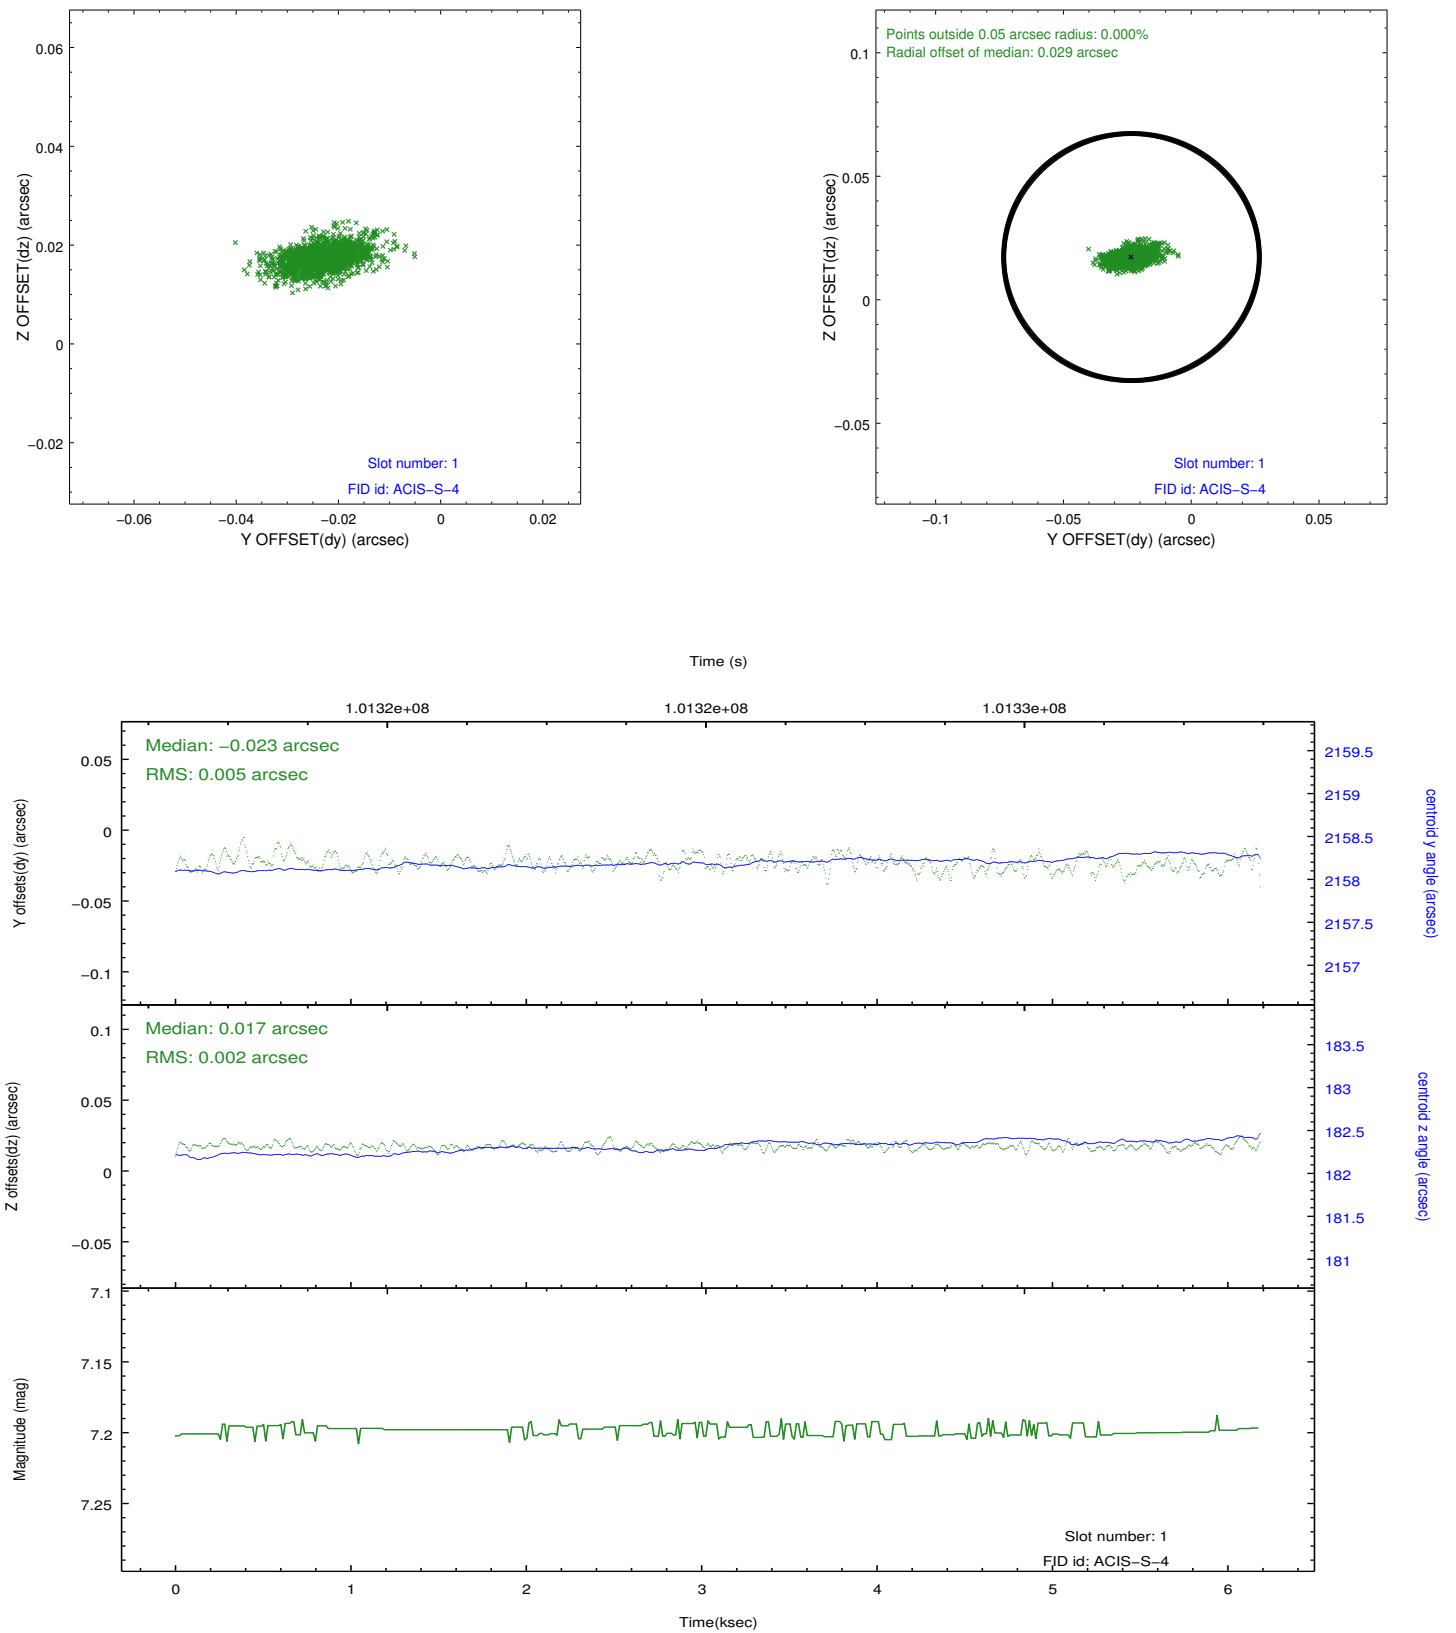 0.06
0.04
0.02
0
−0.02
Z OFFSET(dz) (arcsec)
−0.06
−0.04
−0.02
0
0.02
Y OFFSET(dy) (arcsec)
Slot number: 1
FID id: ACIS−S−4
Points outside 0.05 arcsec radius: 0.000%
Radial offset of median: 0.029 arcsec
0.1
0.05
0
−0.05
Z OFFSET(dz) (arcsec)
−0.1
−0.05
0
0.05
Y OFFSET(dy) (arcsec)
Slot number: 1
FID id: ACIS−S−4
Time (s)
1.0132e+08
1.0132e+08
1.0133e+08
Median: −0.023 arcsec
RMS: 0.005 arcsec
0.05
0
−0.05
−0.1
Y offsets(dy) (arcsec)
2159.5
2159
2158.5
2158
2157.5
2157
centroid y angle (arcsec)
Median: 0.017 arcsec
RMS: 0.002 arcsec
0.1
0.05
0
−0.05
Z offsets(dz) (arcsec)
183.5
183
182.5
182
181.5
181
centroid z angle (arcsec)
7.1
7.15
7.2
7.25
Magnitude (mag)
Slot number: 1
FID id: ACIS−S−4
0
1
2
3
4
5
6
Time(ksec)